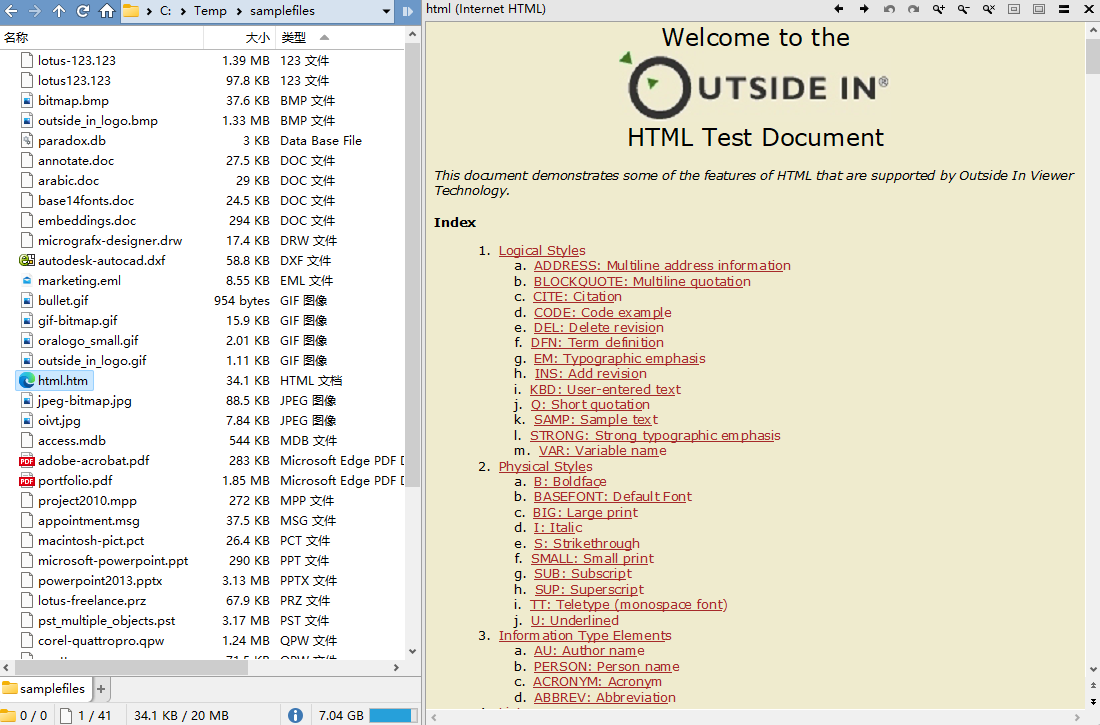 C: Temp samplefiles
名称 大小 类型
lotus-123.123 1.39 MB 123 文件
lotus123.123 97.8 KB 123 文件
bitmap.bmp 37.6 KB BMP 文件
outside_in_logo.bmp 1.33 MB BMP 文件
paradox.db 3 KB Data Base File
annotate.doc 27.5 KB DOC 文件
arabic.doc 29 KB DOC 文件
base14fonts.doc 24.5 KB DOC 文件
embeddings.doc 294 KB DOC 文件
micrografx-designer.drw 17.4 KB DRW 文件
autodesk-autocad.dxf 58.8 KB DXF 文件
marketing.eml 8.55 KB EML 文件
bullet.gif 954 bytes GIF 图像
gif-bitmap.gif 15.9 KB GIF 图像
oralogo_small.gif 2.01 KB GIF 图像
outside_in_logo.gif 1.11 KB GIF 图像
html.htm 34.1 KB HTML 文档
jpeg-bitmap.jpg 88.5 KB JPEG 图像
oivt.jpg 7.84 KB JPEG 图像
access.mdb 544 KB MDB 文件
adobe-acrobat.pdf 283 KB Microsoft Edge PDF
portfolio.pdf 1.85 MB Microsoft Edge PDF
project2010.mpp 272 KB MPP 文件
appointment.msg 37.5 KB MSG 文件
macintosh-pict.pct 26.4 KB PCT 文件
microsoft-powerpoint.ppt 290 KB PPT 文件
powerpoint2013.pptx 3.13 MB PPTX 文件
lotus-freelance.prz 67.9 KB PRZ 文件
pst_multiple_objects.pst 3.17 MB PST 文件
corel-quattropro.qpw 1.24 MB QPW 文件
samplefiles
0 / 0 1 / 41 34.1 KB / 20 MB 7.04 GB
html (Internet HTML)
Welcome to the
OUTSIDE IN®
HTML Test Document
This document demonstrates some of the features of HTML that are supported by Outside In Viewer
Technology.
Index
1. Logical Styles
a. ADDRESS: Multiline address information
b. BLOCKQUOTE: Multiline quotation
c. CITE: Citation
d. CODE: Code example
e. DEL: Delete revision
f. DFN: Term definition
g. EM: Typographic emphasis
h. INS: Add revision
i. KBD: User-entered text
j. Q: Short quotation
k. SAMP: Sample text
l. STRONG: Strong typographic emphasis
m. VAR: Variable name
2. Physical Styles
a. B: Boldface
b. BASEFONT: Default Font
c. BIG: Large print
d. I: Italic
e. S: Strikethrough
f. SMALL: Small print
g. SUB: Subscript
h. SUP: Superscript
i. TT: Teletype (monospace font)
j. U: Underlined
3. Information Type Elements
a. AU: Author name
b. PERSON: Person name
c. ACRONYM: Acronym
d. ABBREV: Abbreviation